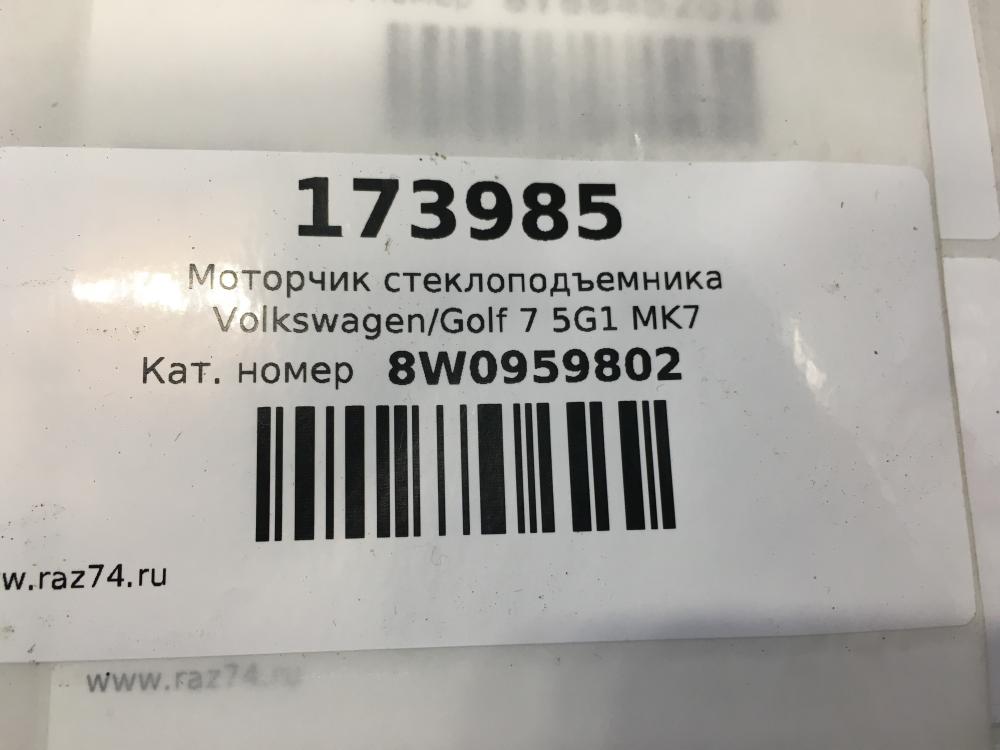 173985
Моторчик стеклоподъемника
Volkswagen/Golf 7 5G1 MK7
Кат. номер 8W0959802
w.raz74.ru
www.raz74.ru